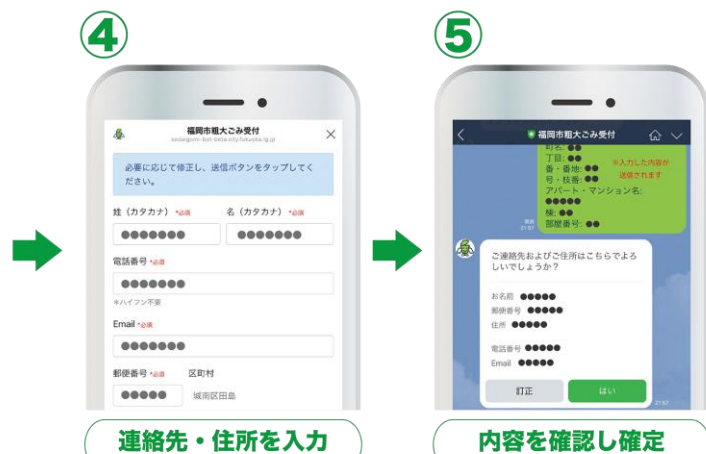 ④
福岡市粗大ごみ受付
必要に応じて修正し、送信ボタンをタップしてく
ださい。
姓（カタカナ） *必須 名（カタカナ） *必須
●●●●●●● ●●●●●●●
電話番号 *必須
●●●●●●●
*ハイフン不要
Email *必須
●●●●●●●
郵便番号 *必須 区町村
●●●●● 城南区田島
連絡先・住所を入力
⑤
福岡市粗大ごみ受付
町名: ●●
丁目: ●●
番・番地: ●●
号・枝番: ●●
アパート・マンション名:
●●●●●
棟: ●●
部屋番号: ●●
※入力した内容が
送信されます
既読
21:57
ご連絡先およびご住所はこちらでよろ
しいでしょうか？
お名前 ●●●●●
郵便番号 ●●●●●
住所 ●●●●●
電話番号 ●●●●●
Email ●●●●●
訂正 はい
21:57
内容を確認し確定